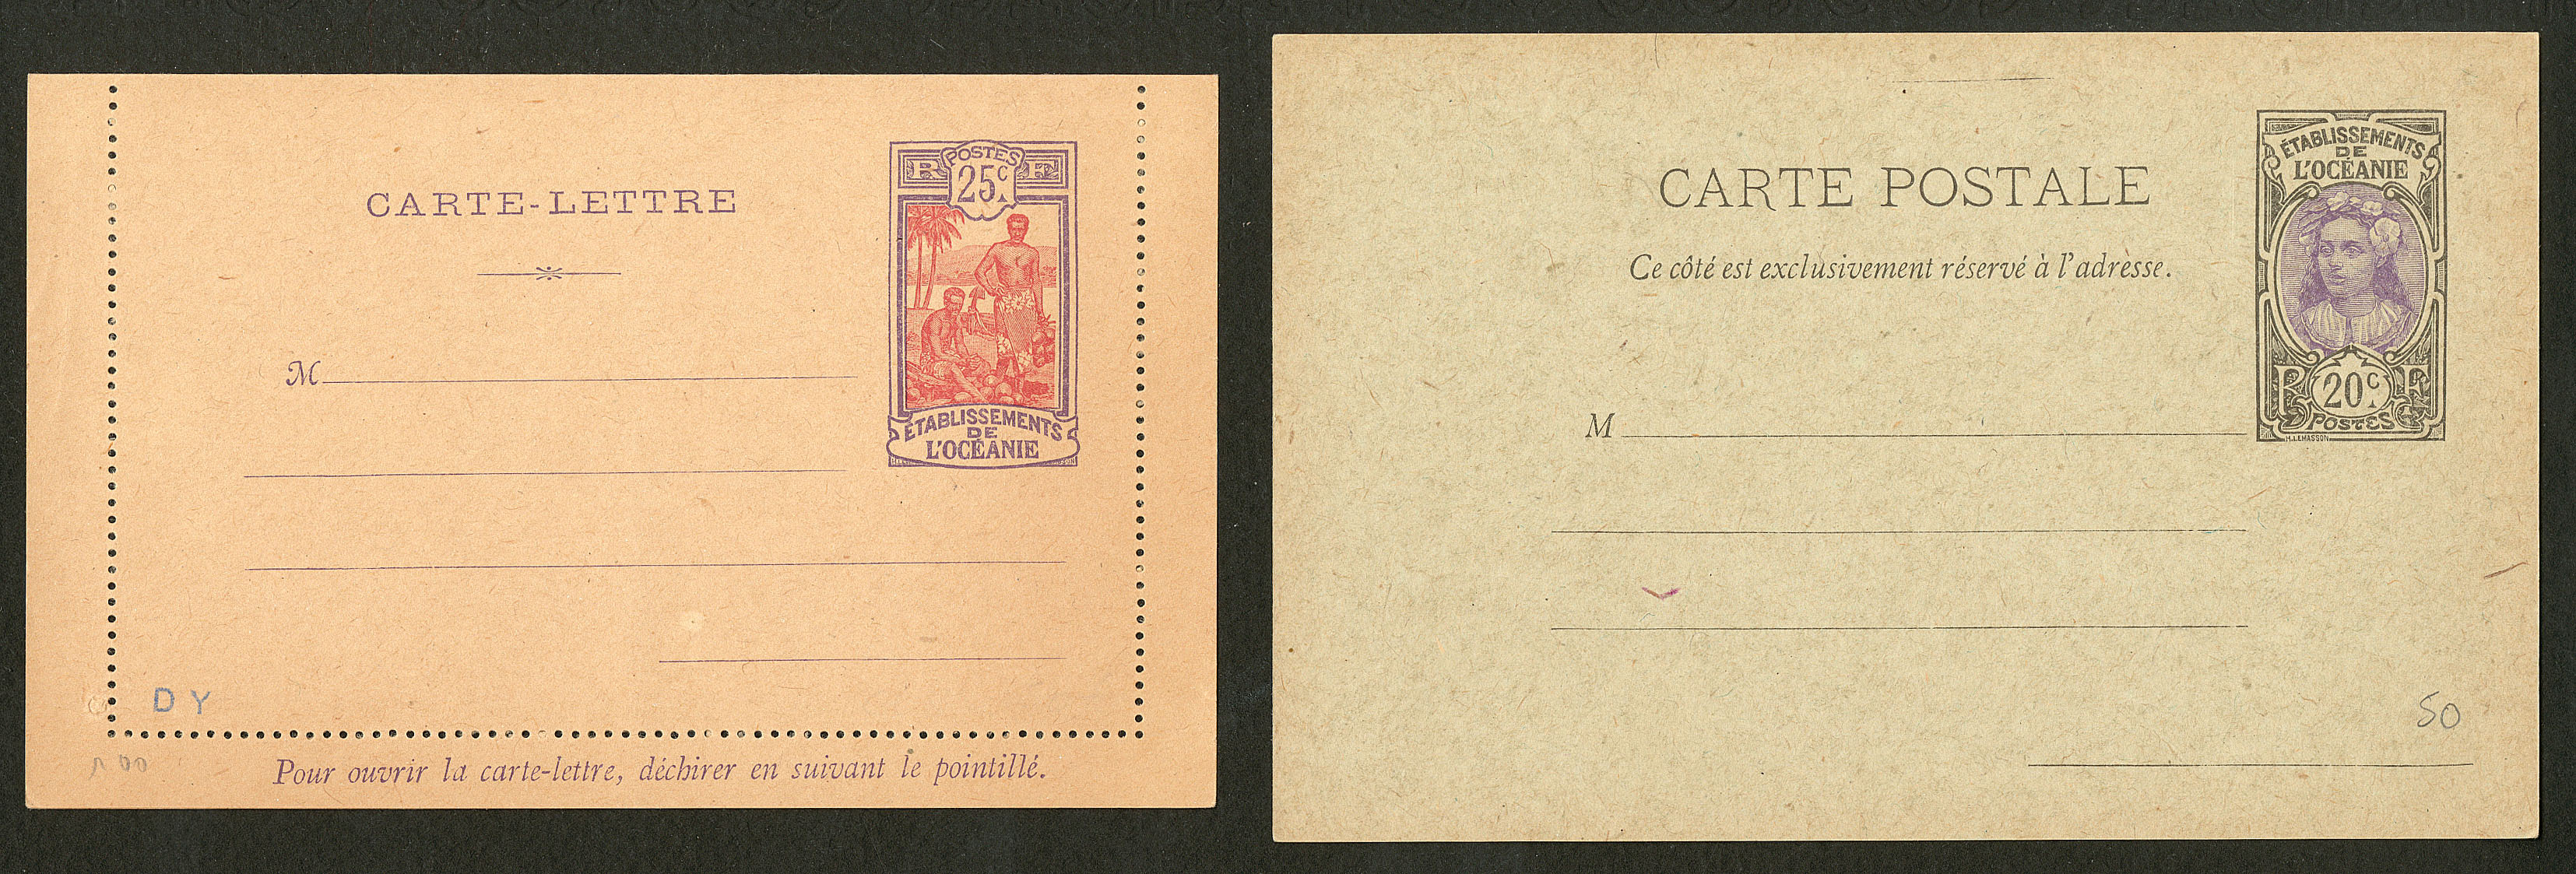 CARTE-LETTRE
POSTES
R F
25c
ÉTABLISSEMENTS
DE
L'OCÉANIE
M
D Y
Pour ouvrir la carte-lettre, déchirer en suivant le pointillé.
CARTE POSTALE
Ce côté est exclusivement réservé à l'adresse.
ÉTABLISSEMENTS
DE
L'OCÉANIE
R F
20c
POSTES
H.LEMASSON
M
50